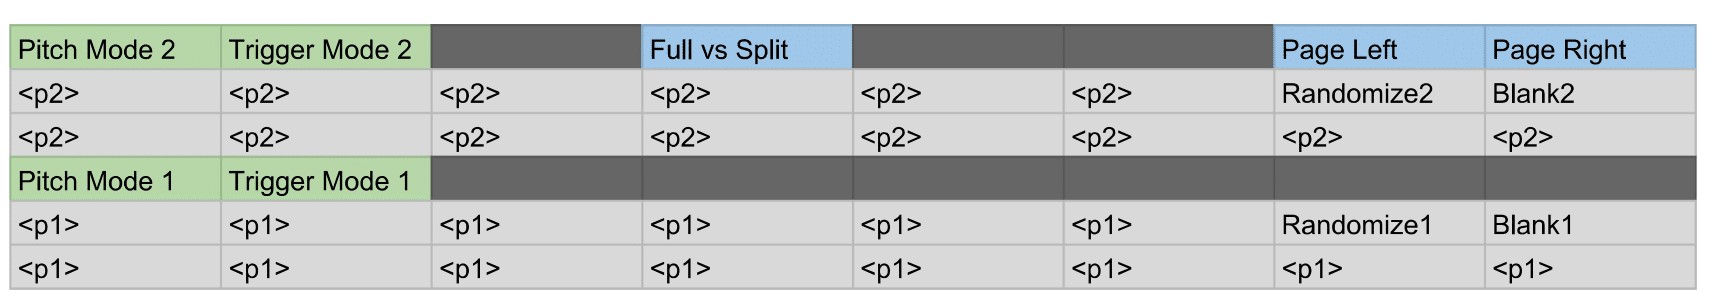 Pitch Mode 2 Trigger Mode 2 Full vs Split Page Left Page Right
<p2> <p2> <p2> <p2> <p2> <p2> Randomize2 Blank2
<p2> <p2> <p2> <p2> <p2> <p2> <p2> <p2>
Pitch Mode 1 Trigger Mode 1
<p1> <p1> <p1> <p1> <p1> <p1> Randomize1 Blank1
<p1> <p1> <p1> <p1> <p1> <p1> <p1> <p1>